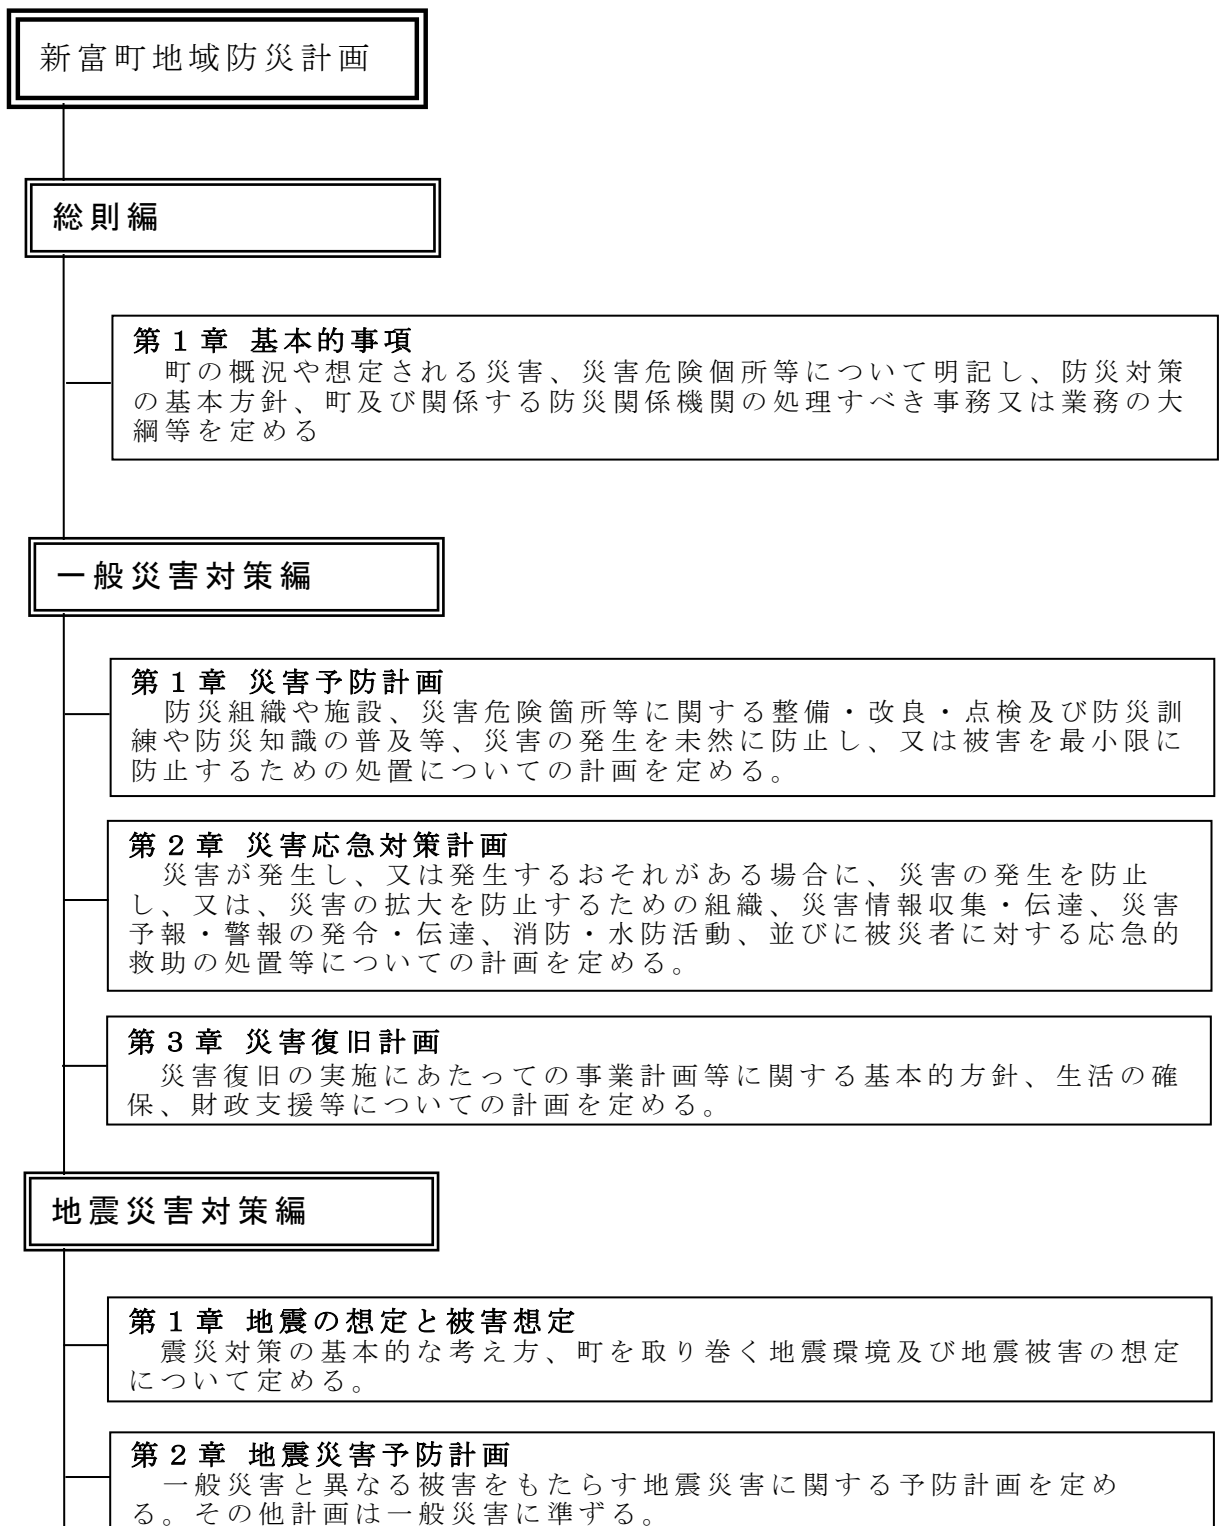 新富町地域防災計画
総則編
第1章 基本的事項
町の概況や想定される災害、災害危険個所等について明記し、防災対策
の基本方針、町及び関係する防災関係機関の処理すべき事務又は業務の大
綱等を定める
一般災害対策編
第1章 災害予防計画
防災組織や施設、災害危険箇所等に関する整備・改良・点検及び防災訓
練や防災知識の普及等、災害の発生を未然に防止し、又は被害を最小限に
防止するための処置についての計画を定める。
第2章 災害応急対策計画
災害が発生し、又は発生するおそれがある場合に、災害の発生を防止
し、又は、災害の拡大を防止するための組織、災害情報収集・伝達、災害
予報・警報の発令・伝達、消防・水防活動、並びに被災者に対する応急的
救助の処置等についての計画を定める。
第3章 災害復旧計画
災害復旧の実施にあたっての事業計画等に関する基本的方針、生活の確
保、財政支援等についての計画を定める。
地震災害対策編
第1章 地震の想定と被害想定
震災対策の基本的な考え方、町を取り巻く地震環境及び地震被害の想定
について定める。
第2章 地震災害予防計画
一般災害と異なる被害をもたらす地震災害に関する予防計画を定め
る。その他計画は一般災害に準ずる。